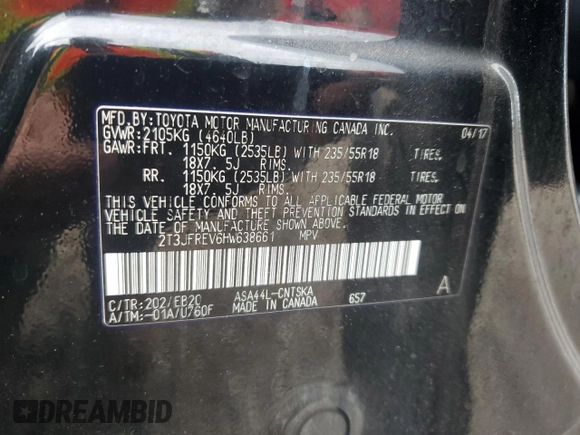 MFD.BY:TOYOTA MOTOR MANUFACTURING CANADA INC. 04/17
GVWR:2105KG (4640LB)
GAWR:FRT. 1150KG (2535LB) WITH 235/55R18 TIRES.
18X7. 5J RIMS.
RR. 1150KG (2535LB) WITH 235/55R18 TIRES.
18X7. 5J RIMS.
THIS VEHICLE CONFORMS TO ALL APPLICABLE FEDERAL MOTOR
VEHICLE SAFETY AND THEFT PREVENTION STANDARDS IN EFFECT ON
THE DATE OF MANUFACTURE SHOWN ABOVE.
2T3JFREV6HW638661 MPV
C/TR:202/EB20 ASA44L-CNTSKA 657 A
A/TM:-01A/U760F MADE IN CANADA
DREAMBID